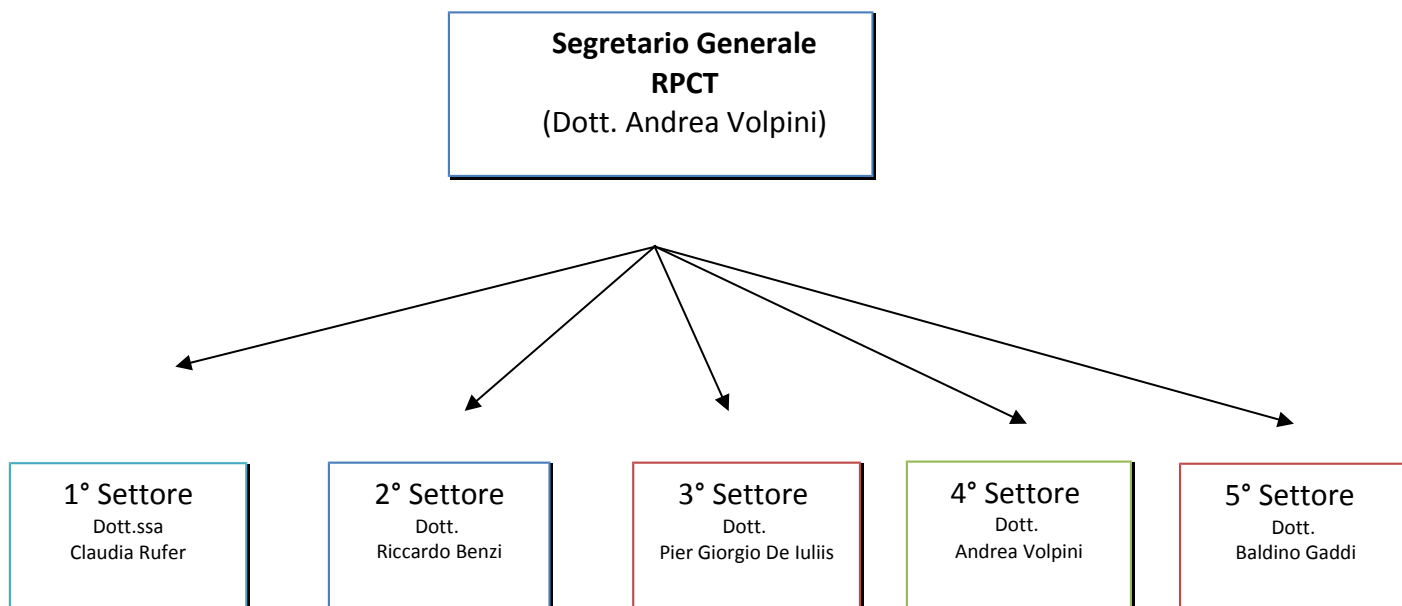 Segretario Generale
RPCT
(Dott. Andrea Volpini)
1° Settore
Dott.ssa
Claudia Rufer
2° Settore
Dott.
Riccardo Benzi
3° Settore
Dott.
Pier Giorgio De Iuliis
4° Settore
Dott.
Andrea Volpini
5° Settore
Dott.
Baldino Gaddi